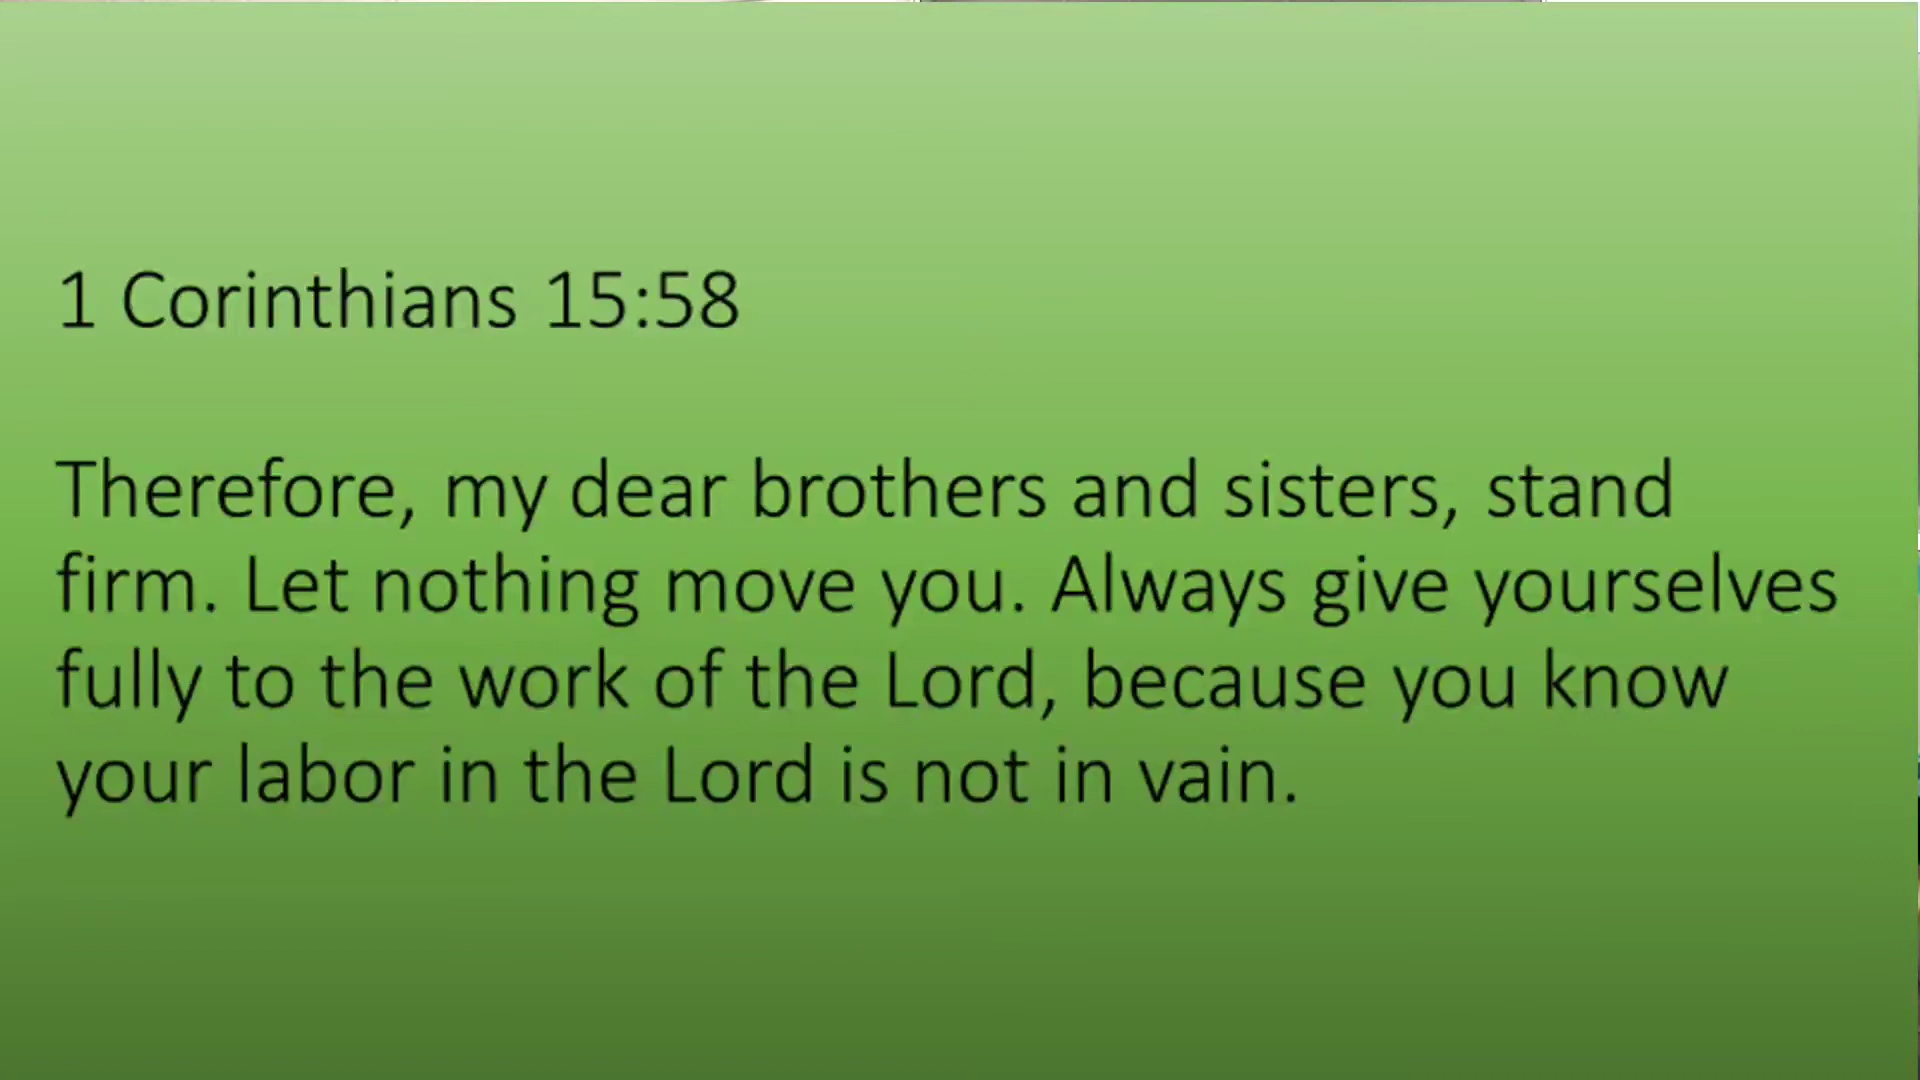 1 Corinthians 15:58
Therefore, my dear brothers and sisters, stand
firm. Let nothing move you. Always give yourselves
fully to the work of the Lord, because you know
your labor in the Lord is not in vain.